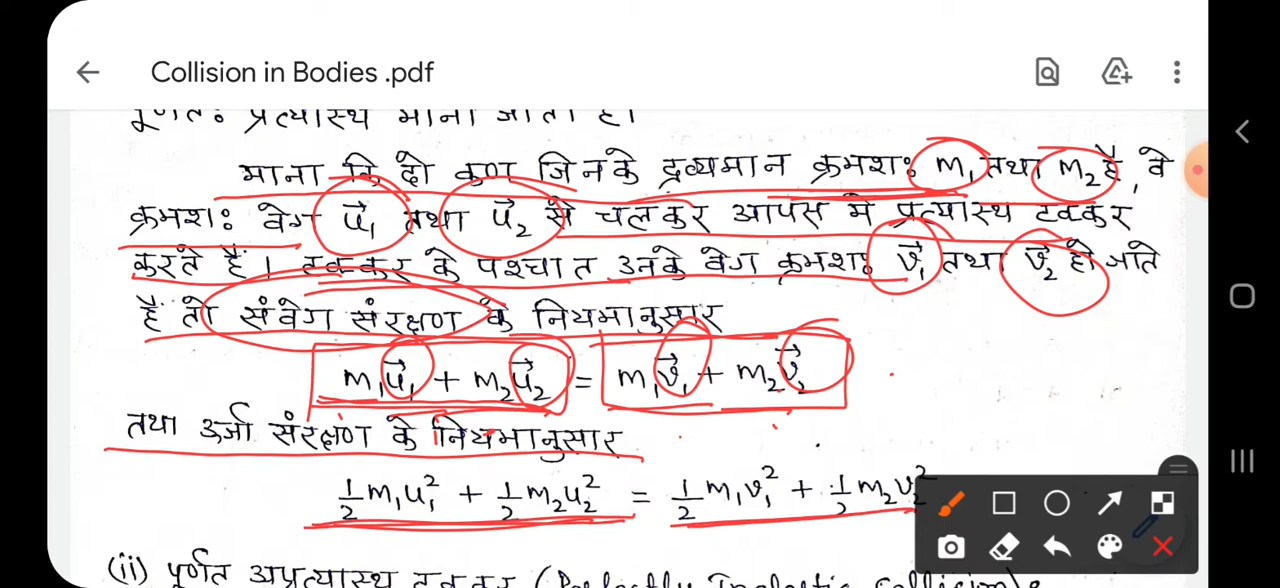 Collision in Bodies .pdf
पूर्णतः प्रत्यास्थ माना जाता है।
माना कि दो कण जिनके द्रव्यमान क्रमशः m₁ तथा m₂ है, वे
क्रमशः वेग u⃗₁ तथा u⃗₂ से चलकर आपस मे प्रत्यास्थ टक्कर
करते हैं। टक्कर के पश्चात उनके वेग क्रमशः v⃗₁ तथा v⃗₂ हो जाते
हैं तो संवेग संरक्षण के नियमानुसार
m₁u⃗₁ + m₂u⃗₂ = m₁v⃗₁ + m₂v⃗₂
तथा ऊर्जा संरक्षण के नियमानुसार
½m₁u₁² + ½m₂u₂² = ½m₁v₁² + ½m₂v₂²
(ii) पूर्णत अप्रत्यास्थ टक्कर (Perfectly Inelastic Collision):